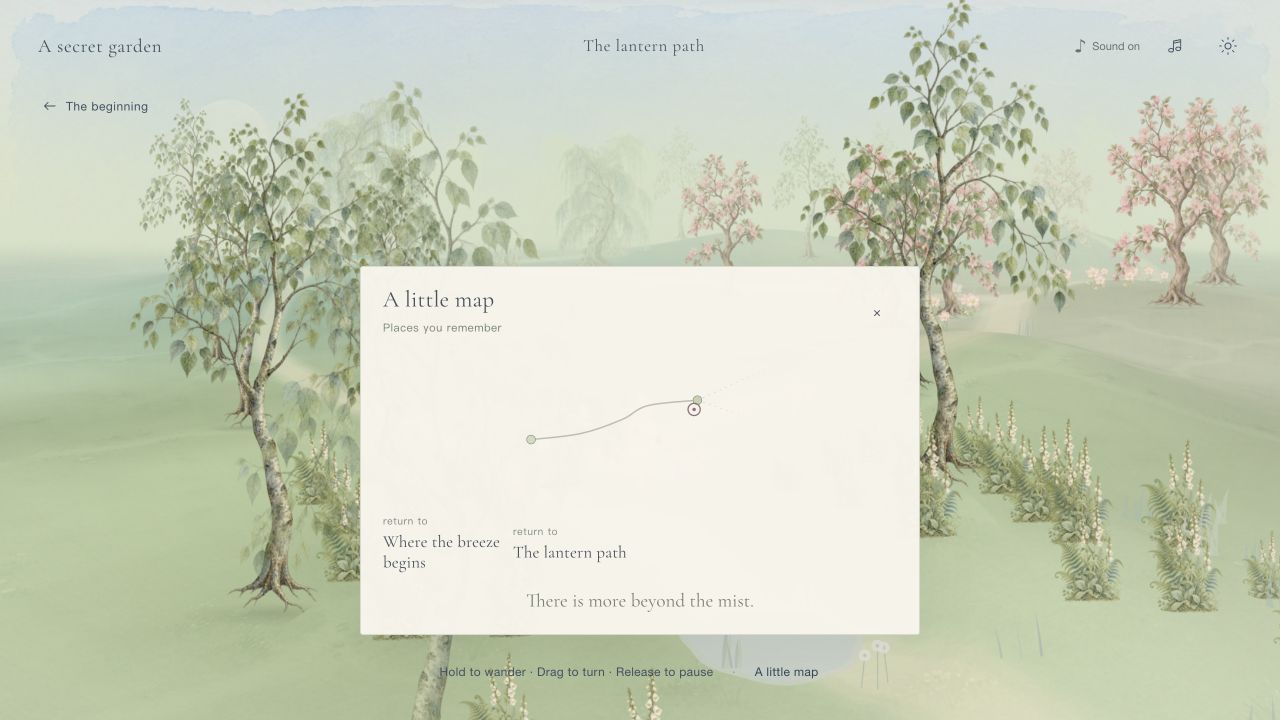 A secret garden
The lantern path
Sound on
The beginning
A little map
Places you remember
×
return to
Where the breeze
begins
return to
The lantern path
There is more beyond the mist.
Hold to wander · Drag to turn · Release to pause · A little map